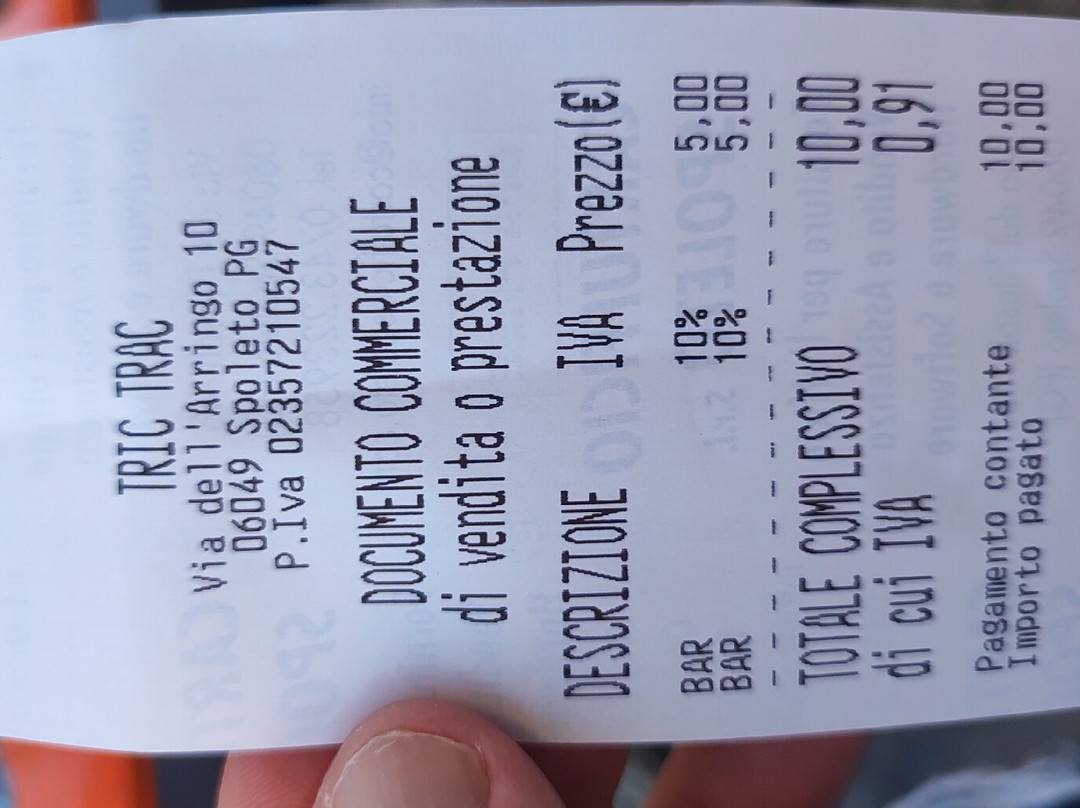 TRIC TRAC
Via dell'Arringo 10
06049 Spoleto PG
P.Iva 02357210547
DOCUMENTO COMMERCIALE
di vendita o prestazione
DESCRIZIONE IVA Prezzo(€)
BAR 10% 5,00
BAR 10% 5,00
TOTALE COMPLESSIVO 10,00
di cui IVA 0,91
Pagamento contante 10,00
Importo pagato 10,00